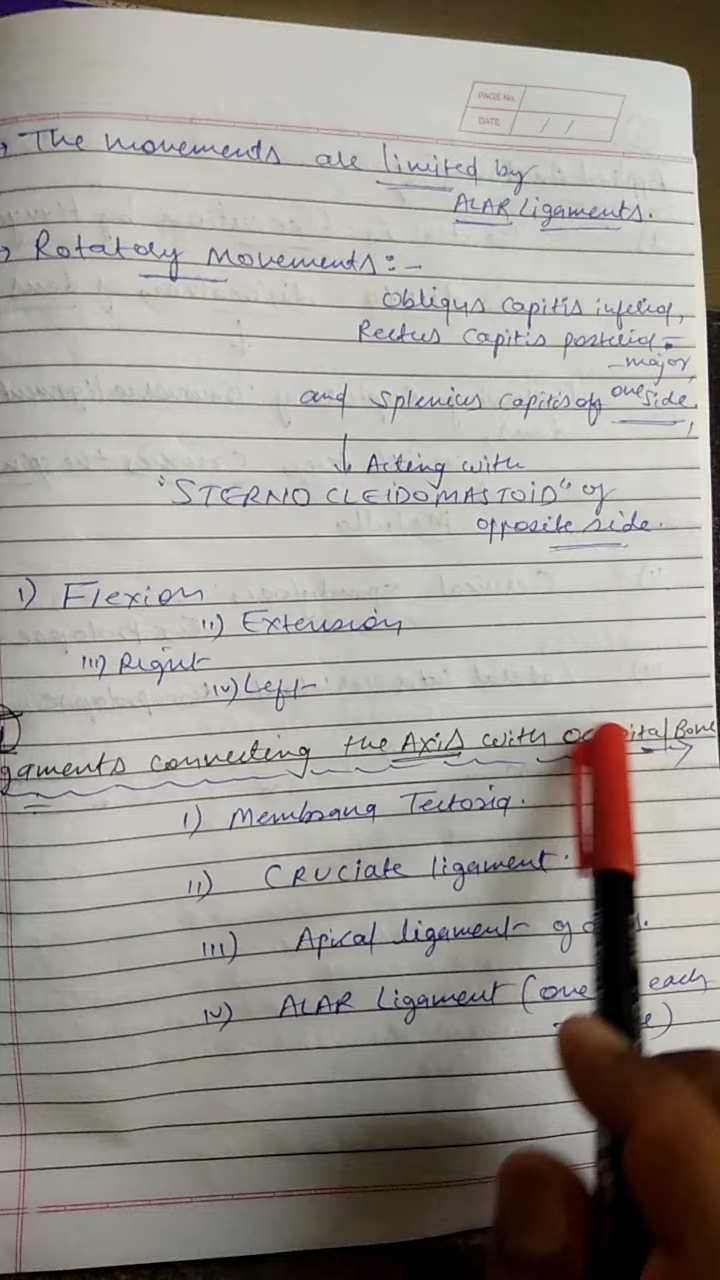 PAGE No.
DATE / /
The movements are limited by
ALAR Ligaments.
Rotatory Movements:-
Obliqus capitis inferior,
Rectus capitis posterior -
- major,
and splenius capitis of one side,
↓ Acting with
"STERNO CLEIDOMASTOID" of
opposite side.
i) Flexion
ii) Extension
iii) Right
iv) Left
gaments connecting the AXIS with Bone
i) Membrana Tectoria.
ii) CRUciate ligament.
iii) Apical ligament of
iv) ALAR Ligament (one each